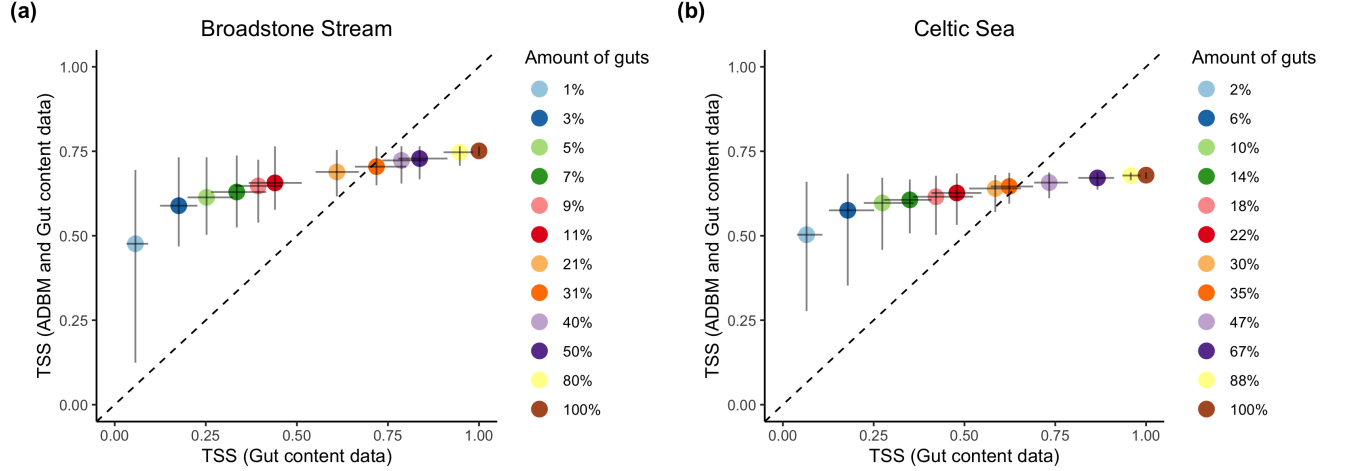 (a)
Broadstone Stream
TSS (ADBM and Gut content data)
1.00
0.75
0.50
0.25
0.00
0.00 0.25 0.50 0.75 1.00
TSS (Gut content data)
Amount of guts
1%
3%
5%
7%
9%
11%
21%
31%
40%
50%
80%
100%
(b)
Celtic Sea
TSS (ADBM and Gut content data)
1.00
0.75
0.50
0.25
0.00
0.00 0.25 0.50 0.75 1.00
TSS (Gut content data)
Amount of guts
2%
6%
10%
14%
18%
22%
30%
35%
47%
67%
88%
100%